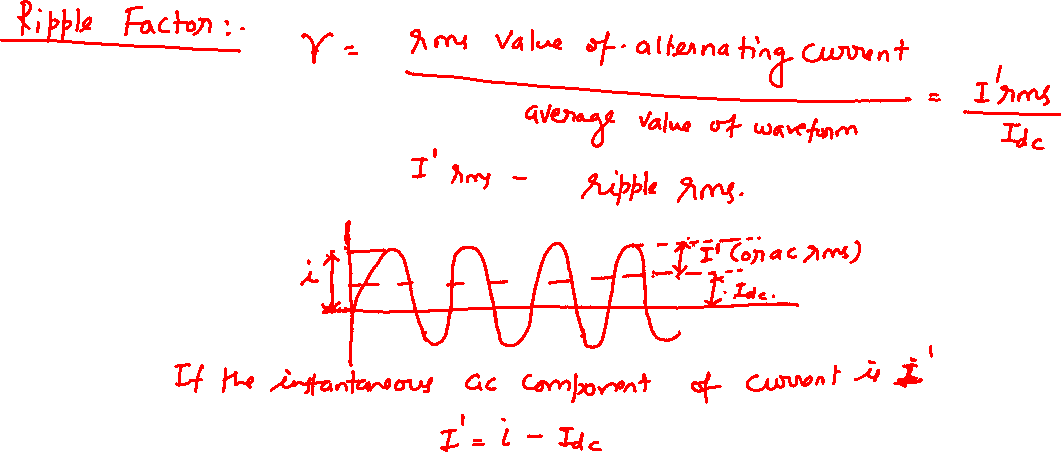 Ripple Factor :-
γ = rms value of alternating current / average value of waveform = I'rms / Idc
I' rms - ripple rms.
i
I' (or ac rms)
Idc.
If the instantaneous ac component of current is I'
I' = i - Idc